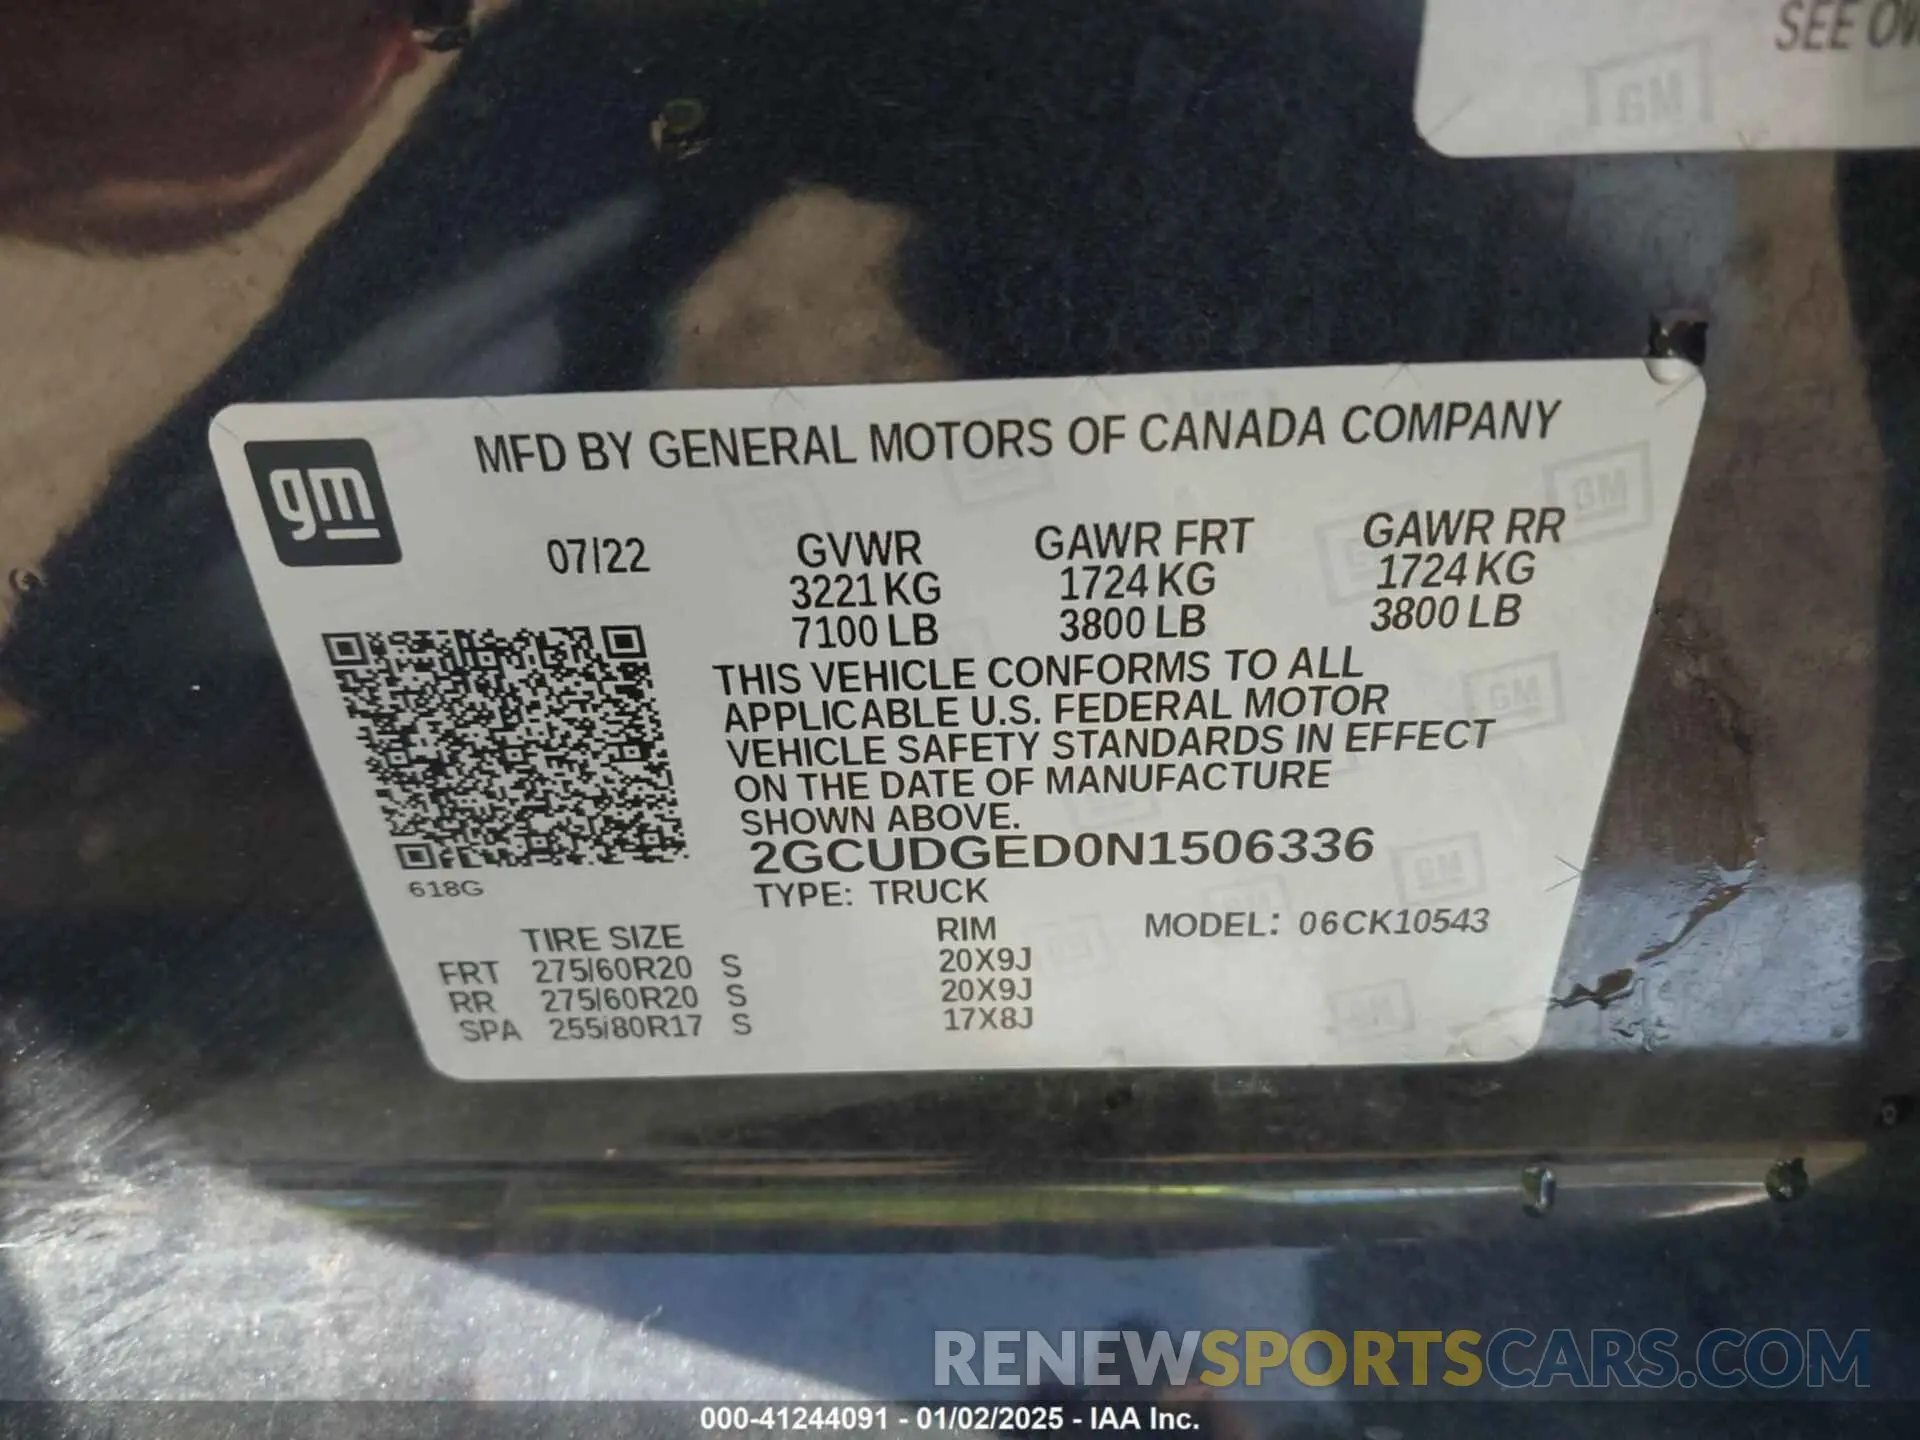 SEE OW
GM
gm
MFD BY GENERAL MOTORS OF CANADA COMPANY
07/22
GVWR GAWR FRT GAWR RR
3221 KG 1724 KG 1724 KG
7100 LB 3800 LB 3800 LB
THIS VEHICLE CONFORMS TO ALL
APPLICABLE U.S. FEDERAL MOTOR
VEHICLE SAFETY STANDARDS IN EFFECT
ON THE DATE OF MANUFACTURE
SHOWN ABOVE.
2GCUDGED0N1506336
618G
TYPE: TRUCK
TIRE SIZE RIM MODEL: 06CK10543
FRT 275/60R20 S 20X9J
RR 275/60R20 S 20X9J
SPA 255/80R17 S 17X8J
RENEWSPORTSCARS.COM
000-41244091 - 01/02/2025 - IAA Inc.